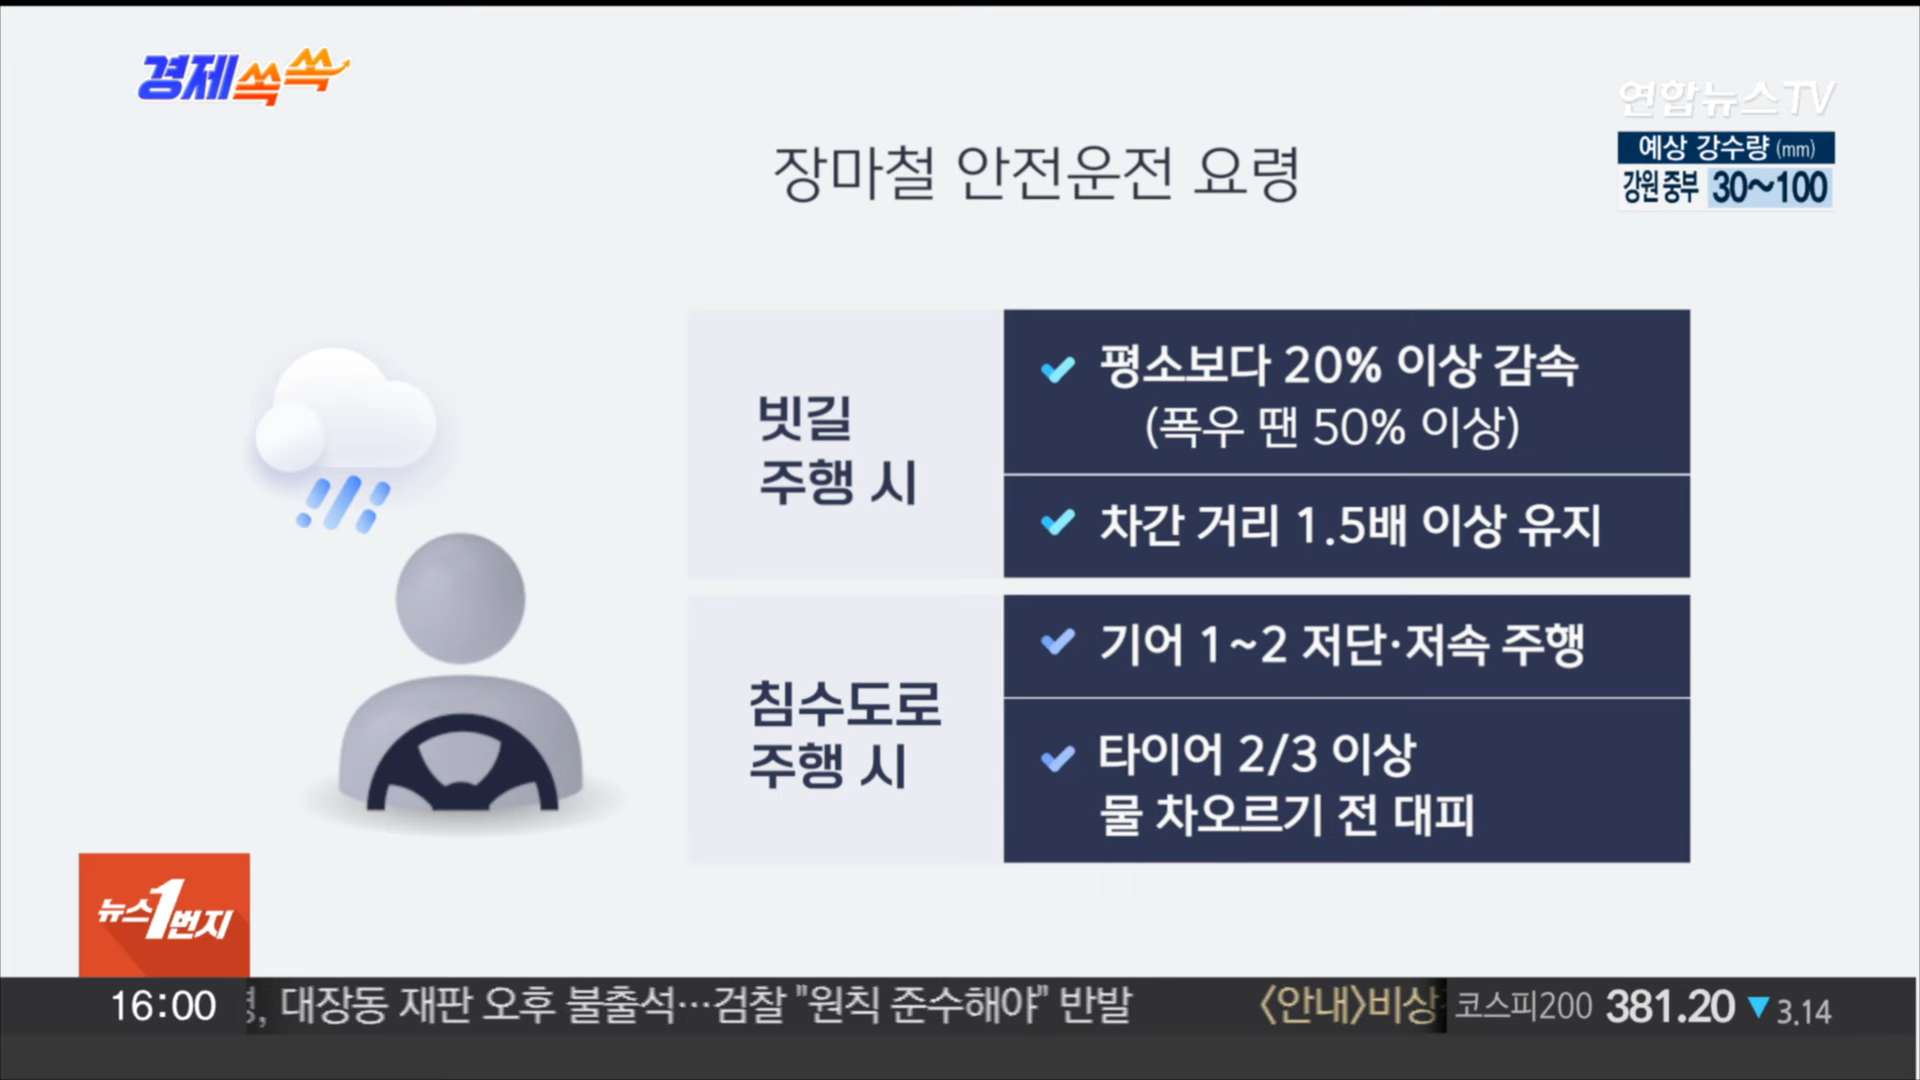 경제쏙쏙
연합뉴스TV
예상 강수량 (mm)
강원 중부 30~100
장마철 안전운전 요령
빗길
주행 시
평소보다 20% 이상 감속
(폭우 땐 50% 이상)
차간 거리 1.5배 이상 유지
침수도로
주행 시
기어 1~2 저단·저속 주행
타이어 2/3 이상
물 차오르기 전 대피
뉴스1번지
16:00 , 대장동 재판 오후 불출석…검찰 "원칙 준수해야" 반발 〈안내〉비상 코스피200 381.20 ▼ 3.14